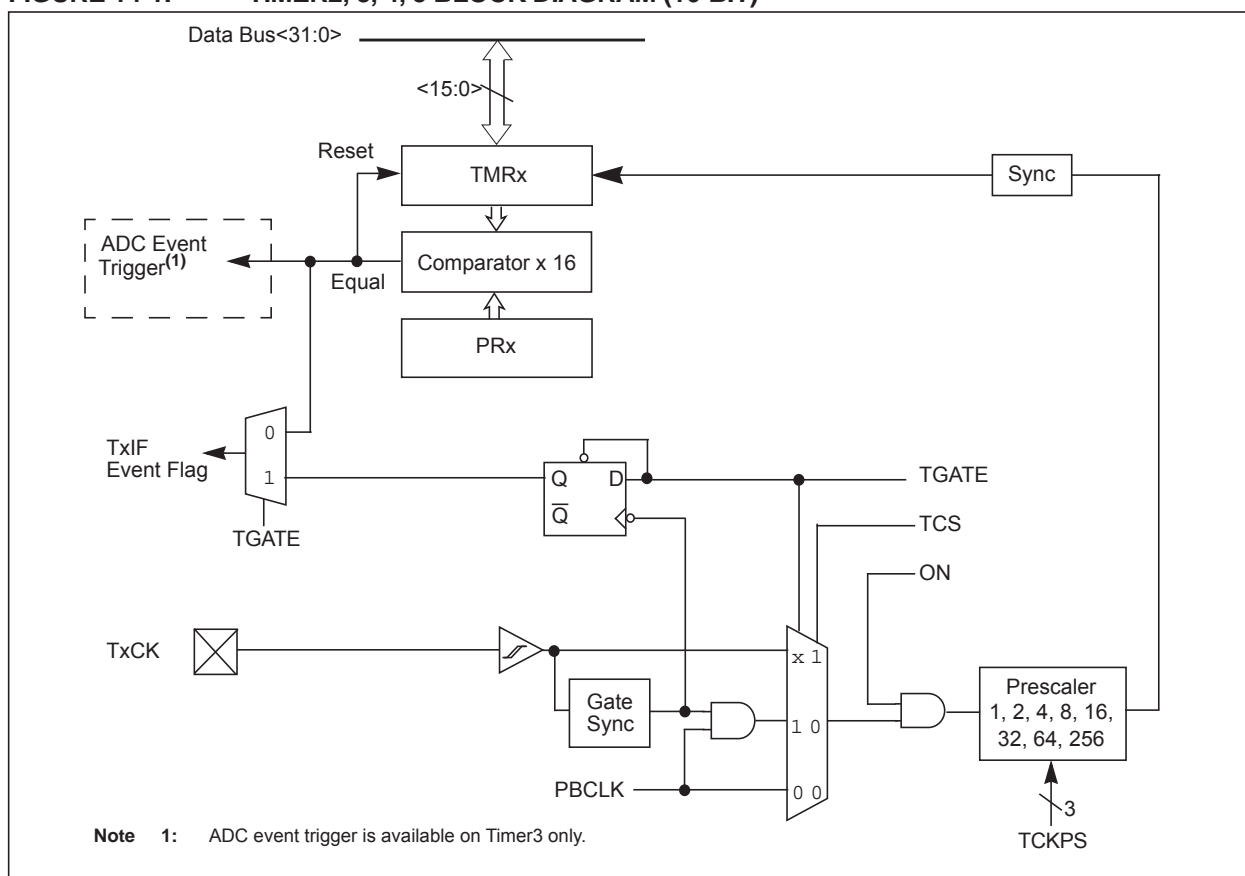 FIGURE 14-1: TIMER2, 3, 4, 5 BLOCK DIAGRAM (16-BIT)
Data Bus<31:0>
<15:0>
Reset
TMRx
Sync
ADC Event
Trigger(1)
Equal
Comparator x 16
PRx
0
1
TxIF
Event Flag
TGATE
Q
D
Q
TGATE
TCS
ON
TxCK
x 1
Gate
Sync
1 0
Prescaler
1, 2, 4, 8, 16,
32, 64, 256
PBCLK
0 0
3
TCKPS
Note 1: ADC event trigger is available on Timer3 only.